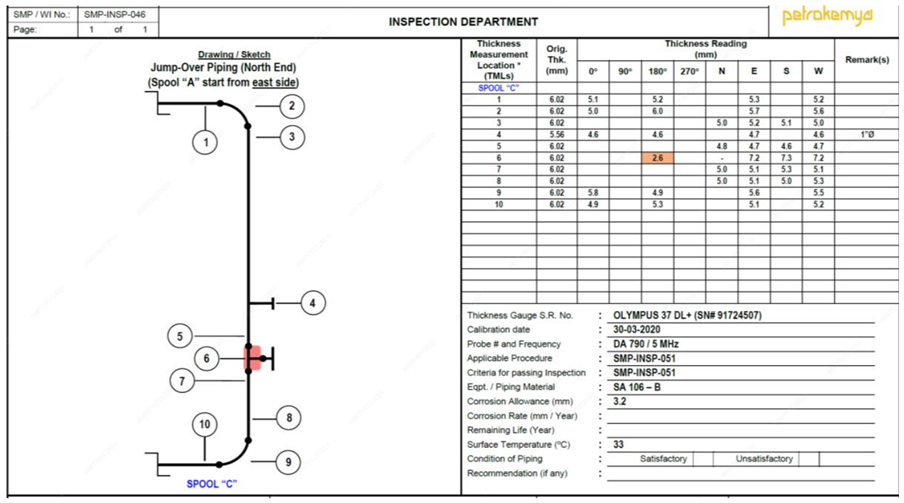 SMP / WI No.: SMP-INSP-046
Page: 1 of 1
INSPECTION DEPARTMENT
petrokemya
Drawing / Sketch
Jump-Over Piping (North End)
(Spool "A" start from east side)
1
2
3
4
5
6
7
8
10
9
SPOOL "C"
Thickness Measurement Location * (TMLs) Orig. Thk. (mm) Thickness Reading (mm) Remark(s)
0° 90° 180° 270° N E S W
SPOOL "C"
1 6.02 5.1 5.2 5.3 5.2
2 6.02 5.0 6.0 5.7 5.6
3 6.02 5.0 5.2 5.1 5.0
4 5.56 4.6 4.6 4.7 4.6 1"Ø
5 6.02 4.8 4.7 4.6 4.7
6 6.02 2.6 - 7.2 7.3 7.2
7 6.02 5.0 5.1 5.3 5.1
8 6.02 5.0 5.1 5.0 5.3
9 6.02 5.8 4.9 5.6 5.5
10 6.02 4.9 5.3 5.1 5.2
Thickness Gauge S.R. No. : OLYMPUS 37 DL+ (SN# 91724507)
Calibration date : 30-03-2020
Probe # and Frequency : DA 790 / 5 MHz
Applicable Procedure : SMP-INSP-051
Criteria for passing Inspection : SMP-INSP-051
Eqpt. / Piping Material : SA 106 – B
Corrosion Allowance (mm) : 3.2
Corrosion Rate (mm / Year) :
Remaining Life (Year) :
Surface Temperature (ºC) : 33
Condition of Piping : Satisfactory Unsatisfactory
Recommendation (if any) :